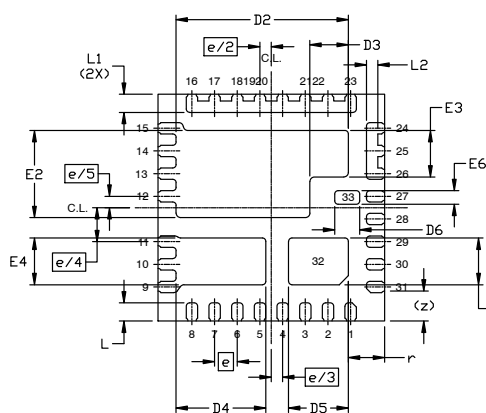 D2
e/2
D3
L1
(2X)
C.L.
L2
16 17 18 19 20 21 22 23
15
24
E3
14
25
E2
13
26
E6
e/5
12
33
27
C.L.
28
D6
11
29
e/4
32
E4
10
30
9
31
(z)
L
8 7 6 5 4 3 2 1
e
e/3
r
D4
D5